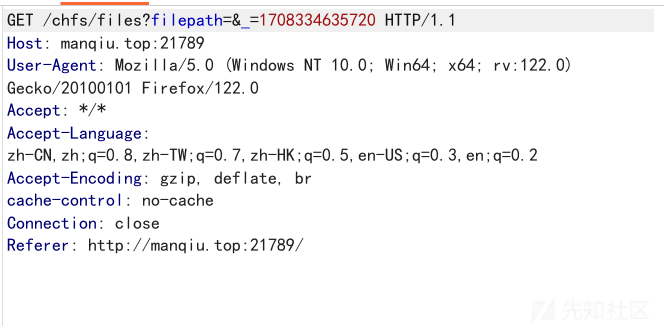 GET /chfs/files?filepath=&_=1708334635720 HTTP/1.1
Host: manqiu.top:21789
User-Agent: Mozilla/5.0 (Windows NT 10.0; Win64; x64; rv:122.0)
Gecko/20100101 Firefox/122.0
Accept: */*
Accept-Language:
zh-CN,zh;q=0.8,zh-TW;q=0.7,zh-HK;q=0.5,en-US;q=0.3,en;q=0.2
Accept-Encoding: gzip, deflate, br
cache-control: no-cache
Connection: close
Referer: http://manqiu.top:21789/
先知社区